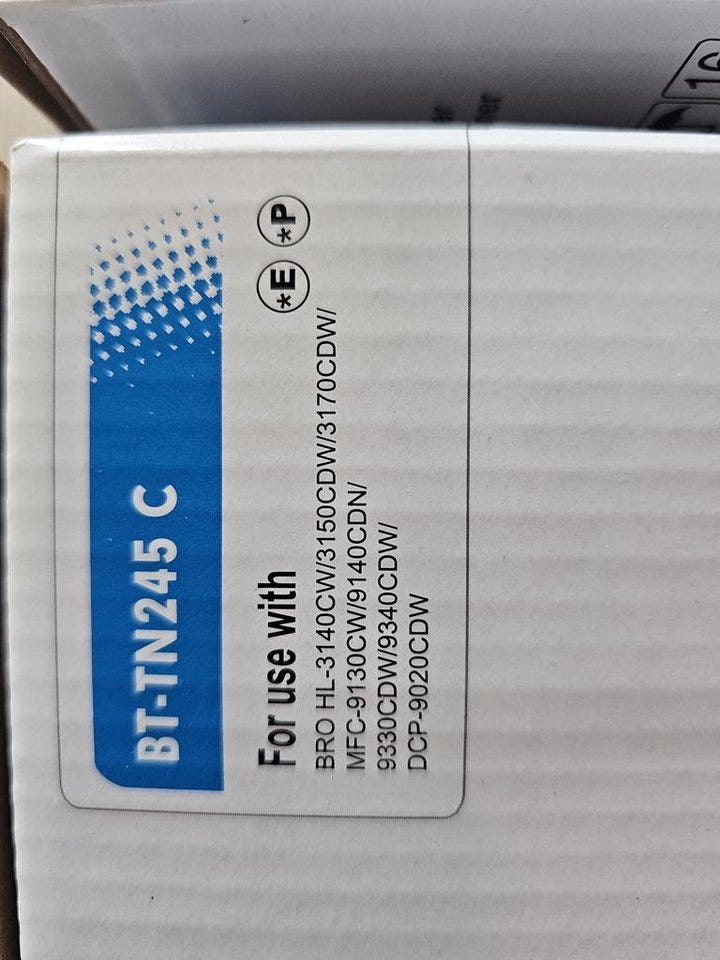 BT-TN245 C
For use with *E *P
BRO HL-3140CW/3150CDW/3170CDW/
MFC-9130CW/9140CDN/
9330CDW/9340CDW/
DCP-9020CDW